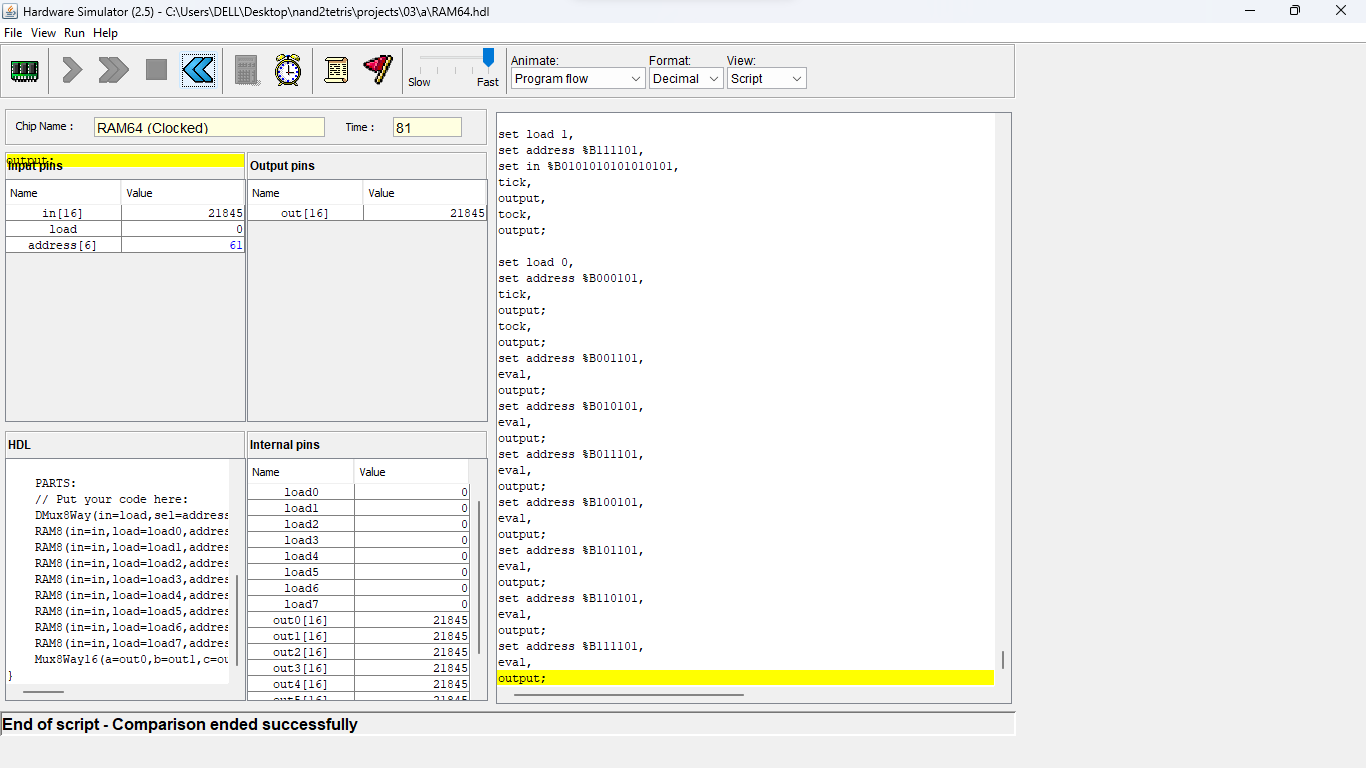 Hardware Simulator (2.5) - C:\Users\DELL\Desktop\nand2tetris\projects\03\a\RAM64.hdl
File View Run Help
Slow Fast
Animate: Format: View:
Program flow Decimal Script
Chip Name : RAM64 (Clocked) Time : 81
output;
Input pins
Name Value
in[16] 21845
load 0
address[6] 61
Output pins
Name Value
out[16] 21845
HDL
PARTS:
// Put your code here:
DMux8Way(in=load,sel=address
RAM8(in=in,load=load0,addres
RAM8(in=in,load=load1,addres
RAM8(in=in,load=load2,addres
RAM8(in=in,load=load3,addres
RAM8(in=in,load=load4,addres
RAM8(in=in,load=load5,addres
RAM8(in=in,load=load6,addres
RAM8(in=in,load=load7,addres
Mux8Way16(a=out0,b=out1,c=ou
}
Internal pins
Name Value
load0 0
load1 0
load2 0
load3 0
load4 0
load5 0
load6 0
load7 0
out0[16] 21845
out1[16] 21845
out2[16] 21845
out3[16] 21845
out4[16] 21845
out5[16] 21845
set load 1,
set address %B111101,
set in %B0101010101010101,
tick,
output,
tock,
output;
set load 0,
set address %B000101,
tick,
output;
tock,
output;
set address %B001101,
eval,
output;
set address %B010101,
eval,
output;
set address %B011101,
eval,
output;
set address %B100101,
eval,
output;
set address %B101101,
eval,
output;
set address %B110101,
eval,
output;
set address %B111101,
eval,
output;
End of script - Comparison ended successfully